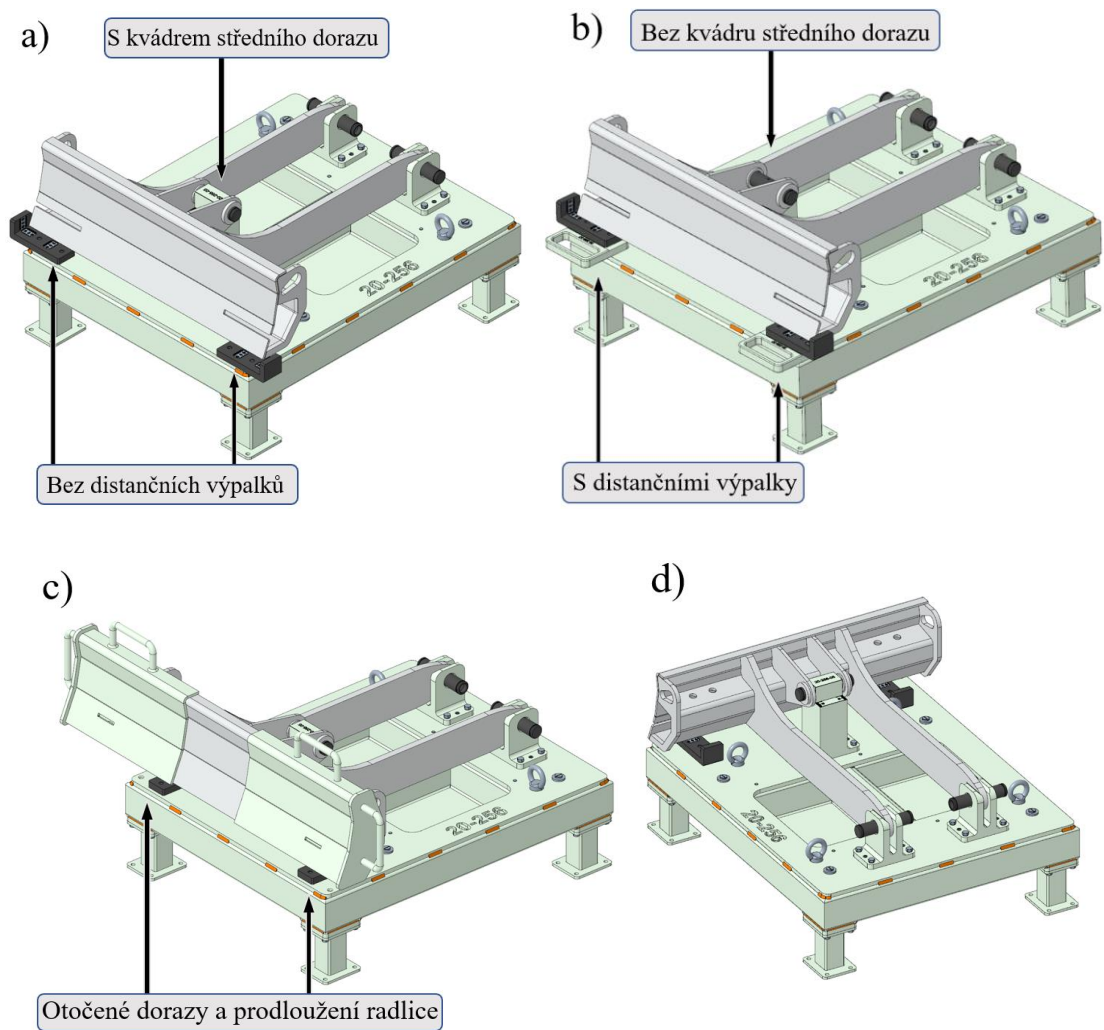 a)
S kvádrem středního dorazu
b)
Bez kvádru středního dorazu
20-256
20-256
Bez distančních výpalků
S distančními výpalky
c)
d)
20-256
20-256
Otočené dorazy a prodloužení radlice